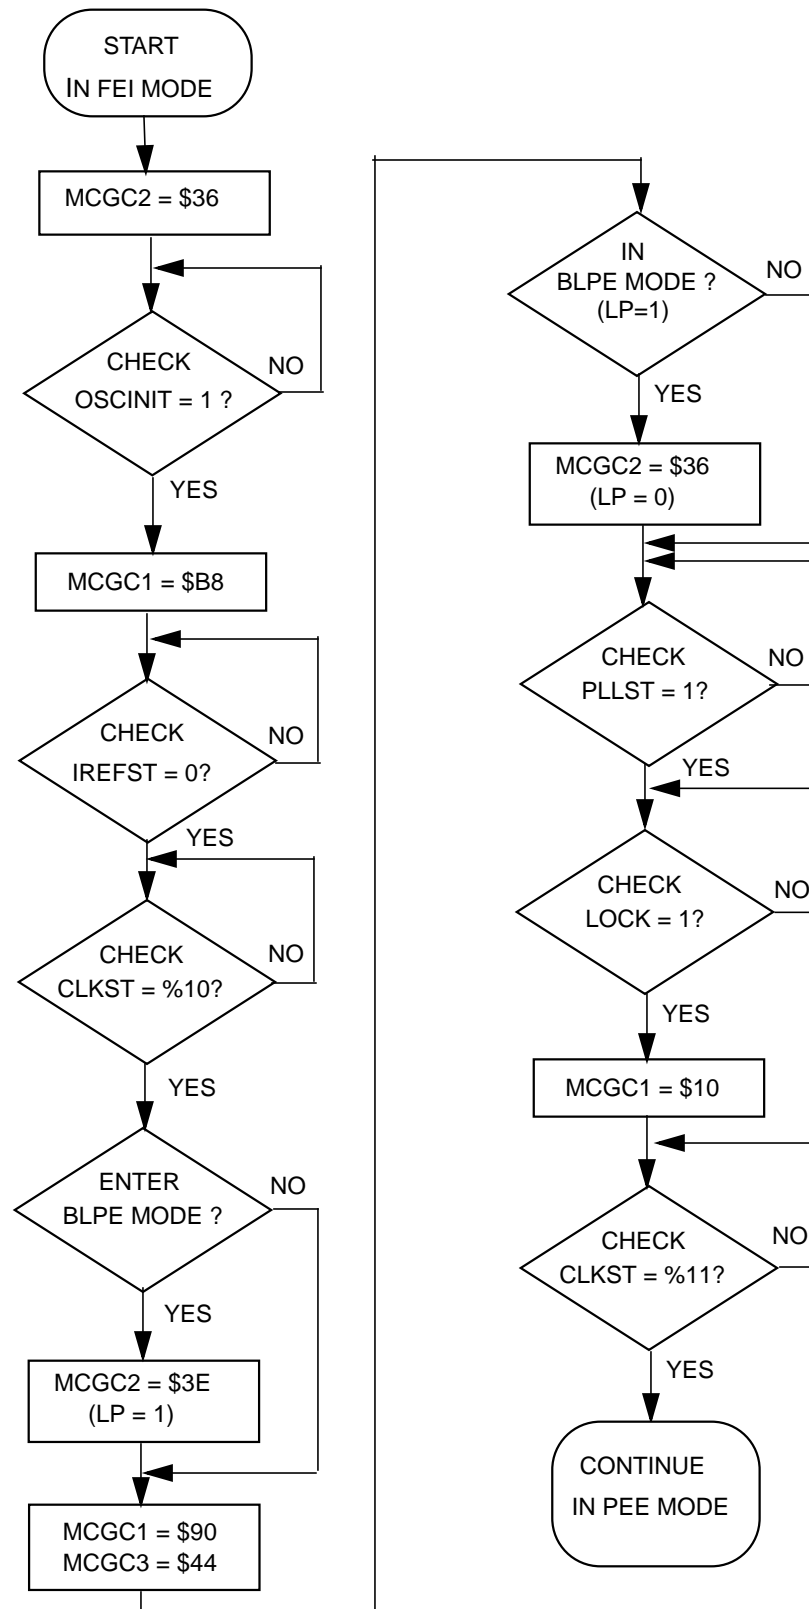 START
IN FEI MODE
MCGC2 = $36
CHECK
OSCINIT = 1 ?
NO
YES
MCGC1 = $B8
CHECK
IREFST = 0?
NO
YES
CHECK
CLKST = %10?
NO
YES
ENTER
BLPE MODE ?
NO
YES
MCGC2 = $3E
(LP = 1)
MCGC1 = $90
MCGC3 = $44
IN
BLPE MODE ?
(LP=1)
NO
YES
MCGC2 = $36
(LP = 0)
CHECK
PLLST = 1?
NO
YES
CHECK
LOCK = 1?
NO
YES
MCGC1 = $10
CHECK
CLKST = %11?
NO
YES
CONTINUE
IN PEE MODE